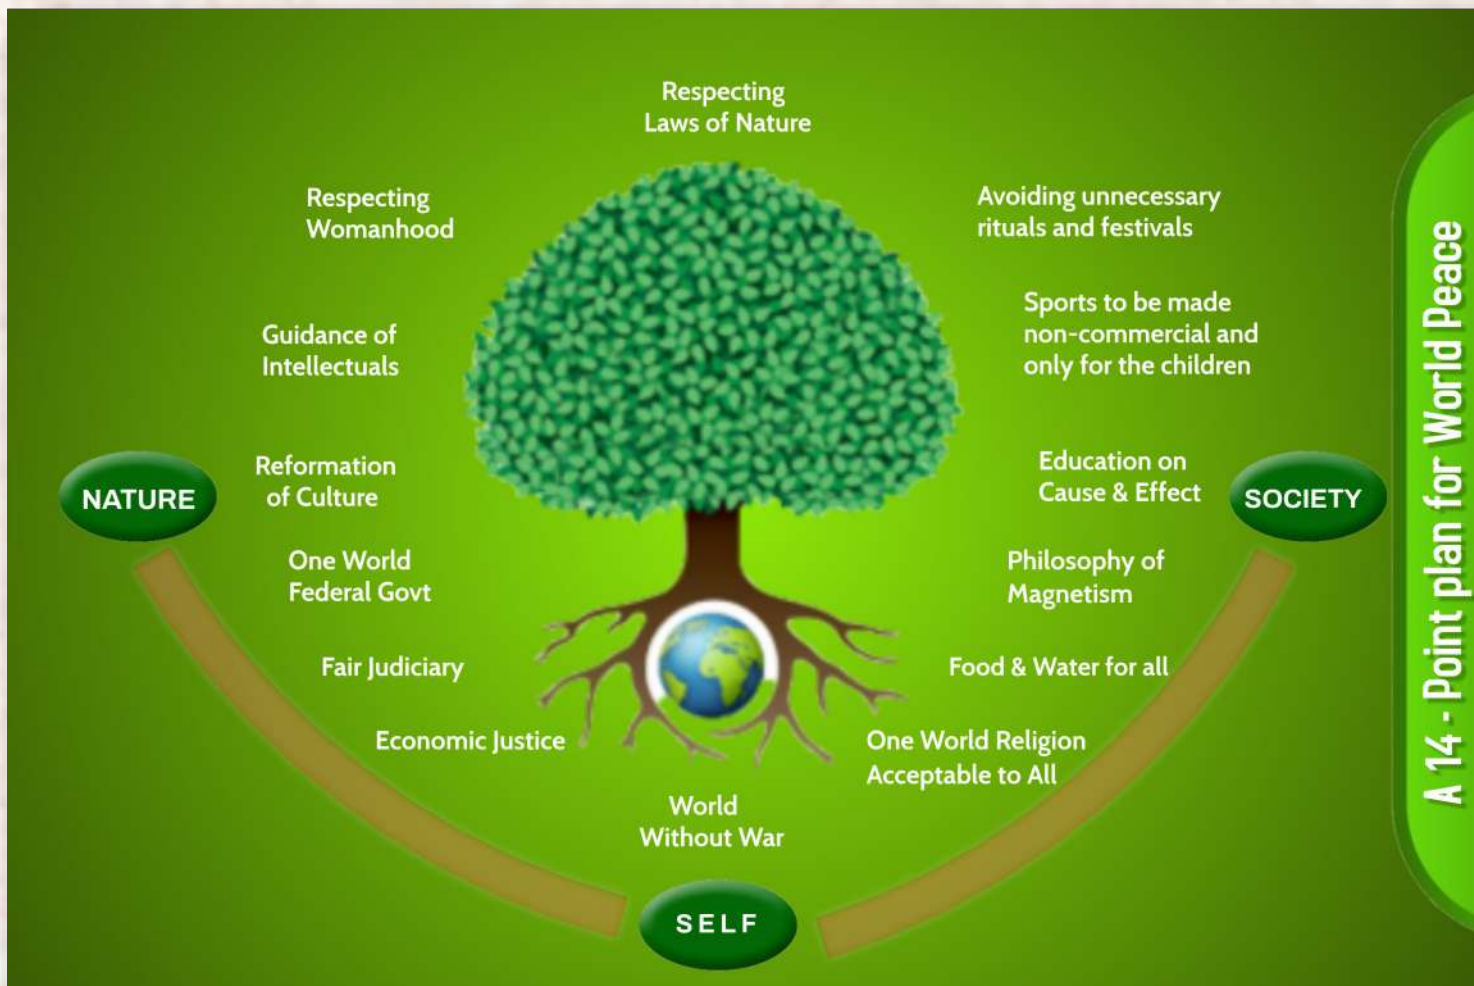 Respecting
Laws of Nature
Respecting
Womanhood
Avoiding unnecessary
rituals and festivals
Guidance of
Intellectuals
Sports to be made
non-commercial and
only for the children
Reformation
of Culture
Education on
Cause & Effect
NATURE
SOCIETY
One World
Federal Govt
Philosophy of
Magnetism
Fair Judiciary
Food & Water for all
Economic Justice
One World Religion
Acceptable to All
World
Without War
SELF
A 14 - Point plan for World Peace